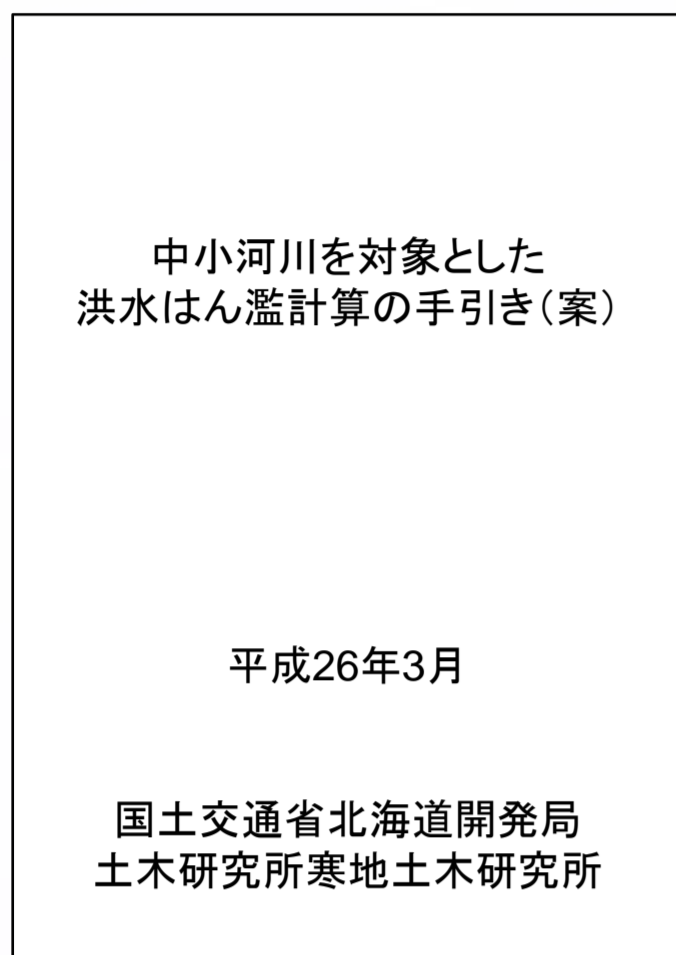 中小河川を対象とした
洪水はん濫計算の手引き（案）
平成26年3月
国土交通省北海道開発局
土木研究所寒地土木研究所